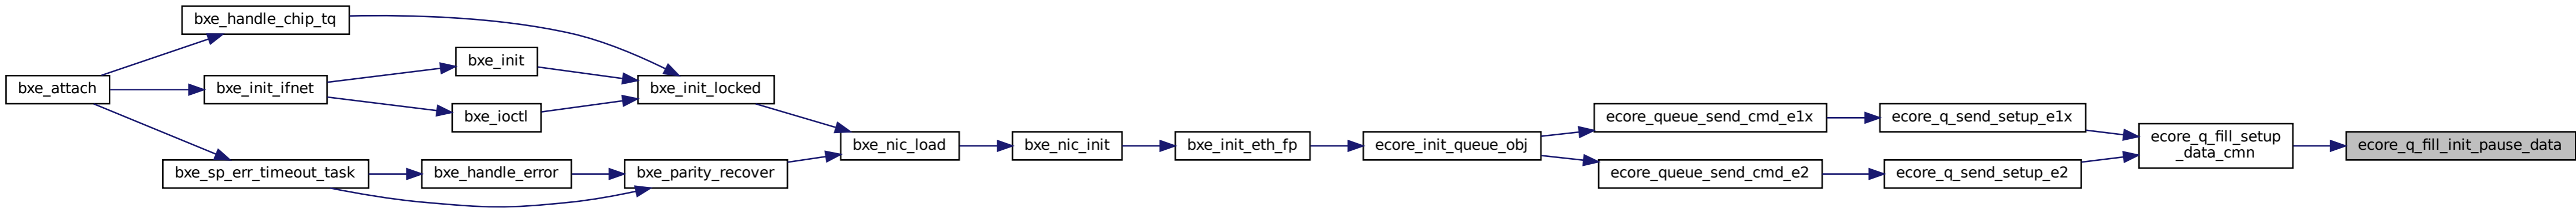 bxe_handle_chip_tq
bxe_init
bxe_attach
bxe_init_ifnet
bxe_init_locked
bxe_ioctl
ecore_queue_send_cmd_e1x
ecore_q_send_setup_e1x
bxe_nic_load
bxe_nic_init
bxe_init_eth_fp
ecore_init_queue_obj
ecore_q_fill_setup
_data_cmn
ecore_q_fill_init_pause_data
bxe_sp_err_timeout_task
bxe_handle_error
bxe_parity_recover
ecore_queue_send_cmd_e2
ecore_q_send_setup_e2